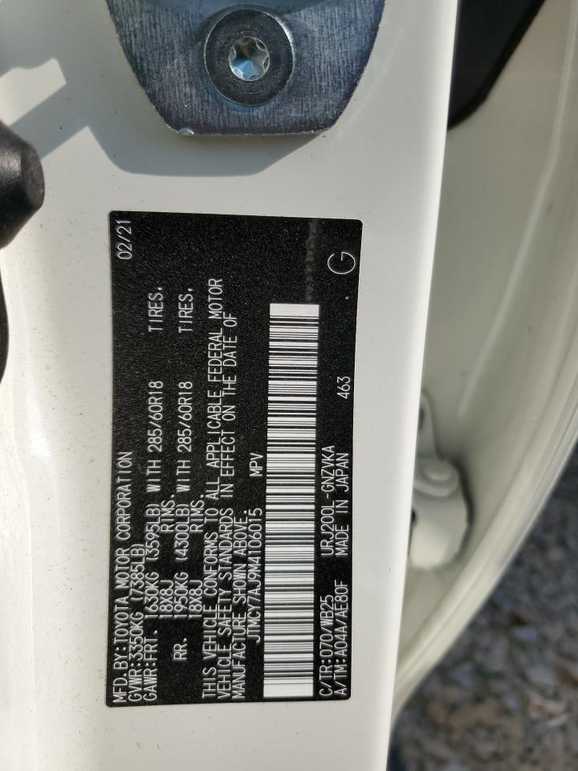 MFD.BY:TOYOTA MOTOR CORPORATION 02/21
GVWR:3350KG (7385LB)
GAWR:FRT. 1630KG (3595LB) WITH 285/60R18 TIRES.
18X8J RIMS.
RR. 1950KG (4300LB) WITH 285/60R18 TIRES.
18X8J RIMS.
THIS VEHICLE CONFORMS TO ALL APPLICABLE FEDERAL MOTOR
VEHICLE SAFETY STANDARDS IN EFFECT ON THE DATE OF
MANUFACTURE SHOWN ABOVE.
JTMCY7AJ9M4106015 MPV
C/TR:070/WB25 URJ200L-GNZVKA
A/TM:A04A/AE80F MADE IN JAPAN 463
G